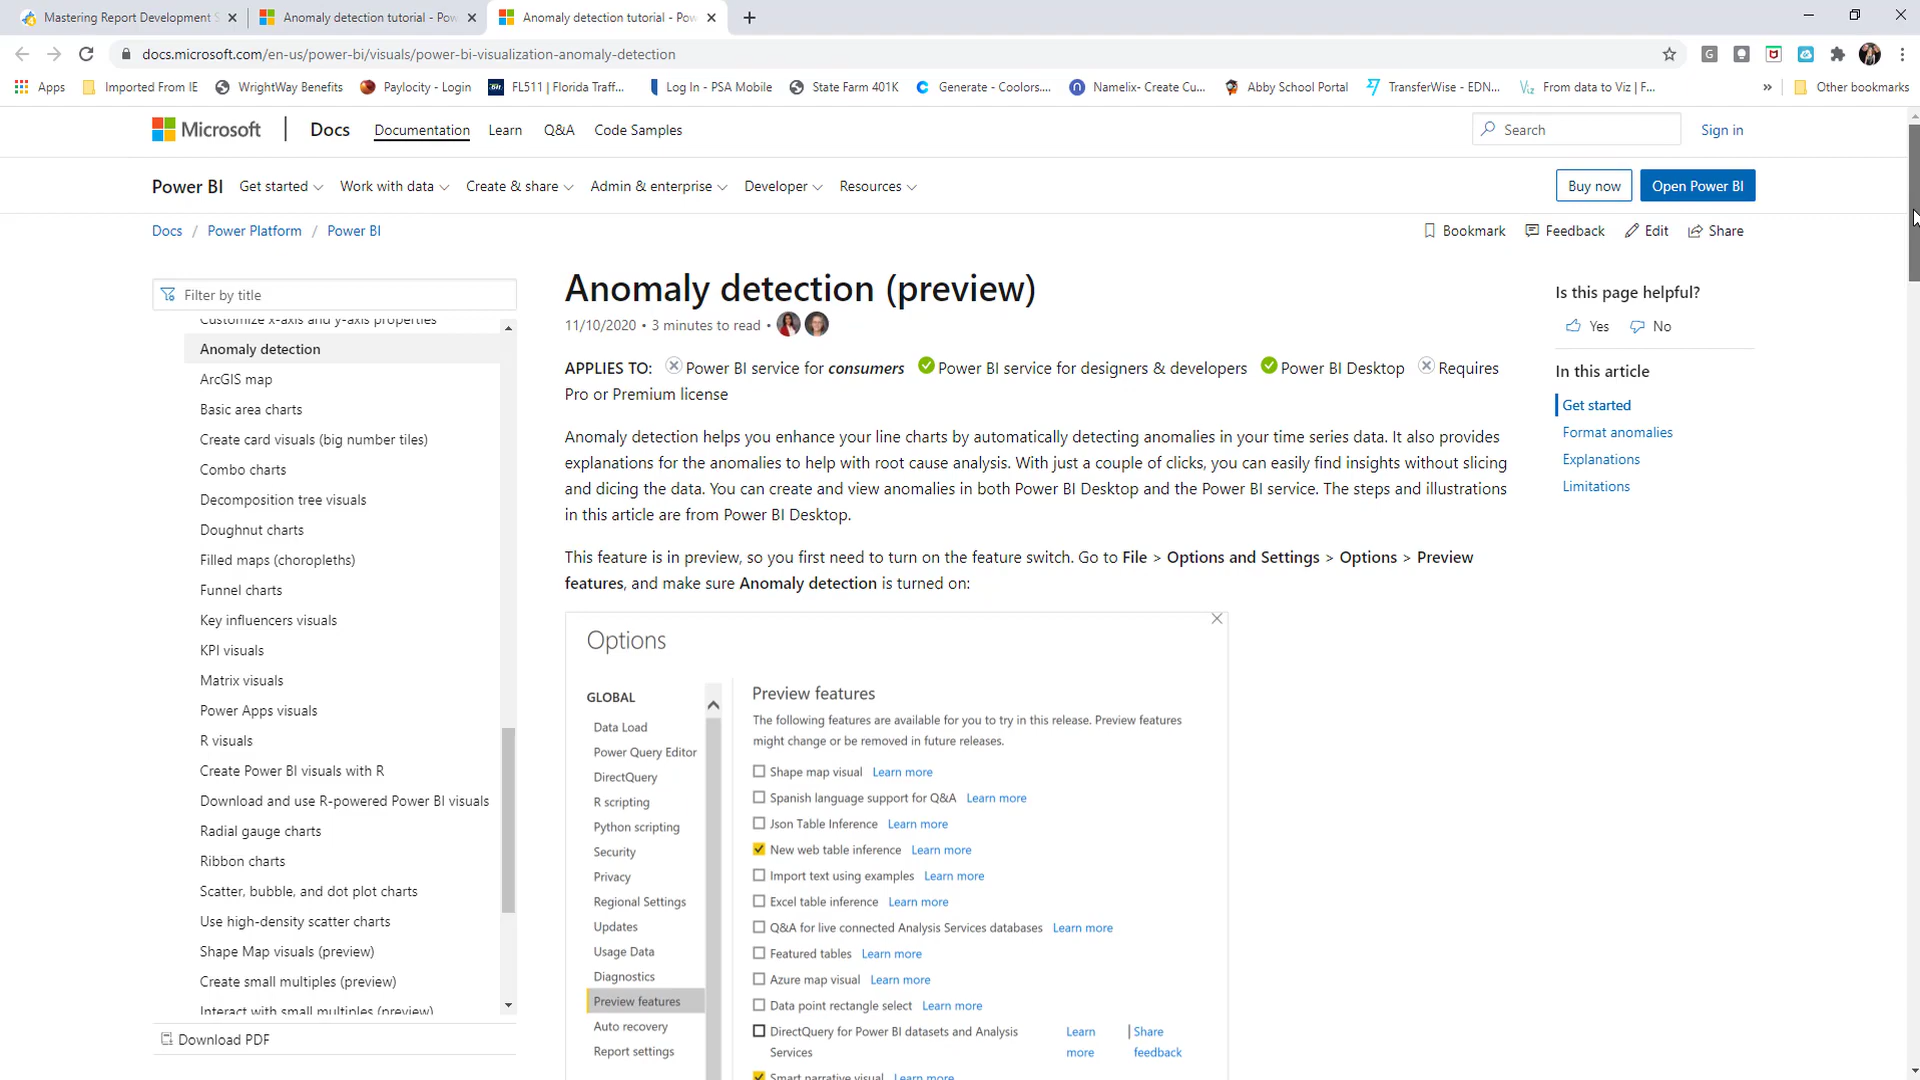 Mastering Report Development S
Anomaly detection tutorial - Pow
Anomaly detection tutorial - Pow
docs.microsoft.com/en-us/power-bi/visuals/power-bi-visualization-anomaly-detection
Apps
Imported From IE
WrightWay Benefits
Paylocity - Login
FL511 | Florida Traff...
Log In - PSA Mobile
State Farm 401K
Generate - Coolors....
Namelix- Create Cu...
Abby School Portal
TransferWise - EDN...
From data to Viz | F...
»
Other bookmarks
Microsoft
Docs
Documentation
Learn
Q&A
Code Samples
Search
Sign in
Power BI
Get started
Work with data
Create & share
Admin & enterprise
Developer
Resources
Buy now
Open Power BI
Docs / Power Platform / Power BI
Bookmark
Feedback
Edit
Share
Filter by title
Customize x-axis and y-axis properties
Anomaly detection
ArcGIS map
Basic area charts
Create card visuals (big number tiles)
Combo charts
Decomposition tree visuals
Doughnut charts
Filled maps (choropleths)
Funnel charts
Key influencers visuals
KPI visuals
Matrix visuals
Power Apps visuals
R visuals
Create Power BI visuals with R
Download and use R-powered Power BI visuals
Radial gauge charts
Ribbon charts
Scatter, bubble, and dot plot charts
Use high-density scatter charts
Shape Map visuals (preview)
Create small multiples (preview)
Interact with small multiples (preview)
Download PDF
Anomaly detection (preview)
11/10/2020 • 3 minutes to read •
APPLIES TO: Power BI service for consumers Power BI service for designers & developers Power BI Desktop Requires
Pro or Premium license
Anomaly detection helps you enhance your line charts by automatically detecting anomalies in your time series data. It also provides
explanations for the anomalies to help with root cause analysis. With just a couple of clicks, you can easily find insights without slicing
and dicing the data. You can create and view anomalies in both Power BI Desktop and the Power BI service. The steps and illustrations
in this article are from Power BI Desktop.
This feature is in preview, so you first need to turn on the feature switch. Go to File > Options and Settings > Options > Preview
features, and make sure Anomaly detection is turned on:
Options
GLOBAL
Data Load
Power Query Editor
DirectQuery
R scripting
Python scripting
Security
Privacy
Regional Settings
Updates
Usage Data
Diagnostics
Preview features
Auto recovery
Report settings
Preview features
The following features are available for you to try in this release. Preview features
might change or be removed in future releases.
Shape map visual Learn more
Spanish language support for Q&A Learn more
Json Table Inference Learn more
New web table inference Learn more
Import text using examples Learn more
Excel table inference Learn more
Q&A for live connected Analysis Services databases Learn more
Featured tables Learn more
Azure map visual Learn more
Data point rectangle select Learn more
DirectQuery for Power BI datasets and Analysis Learn | Share
Services more feedback
Smart narrative visual Learn more
Is this page helpful?
Yes
No
In this article
Get started
Format anomalies
Explanations
Limitations